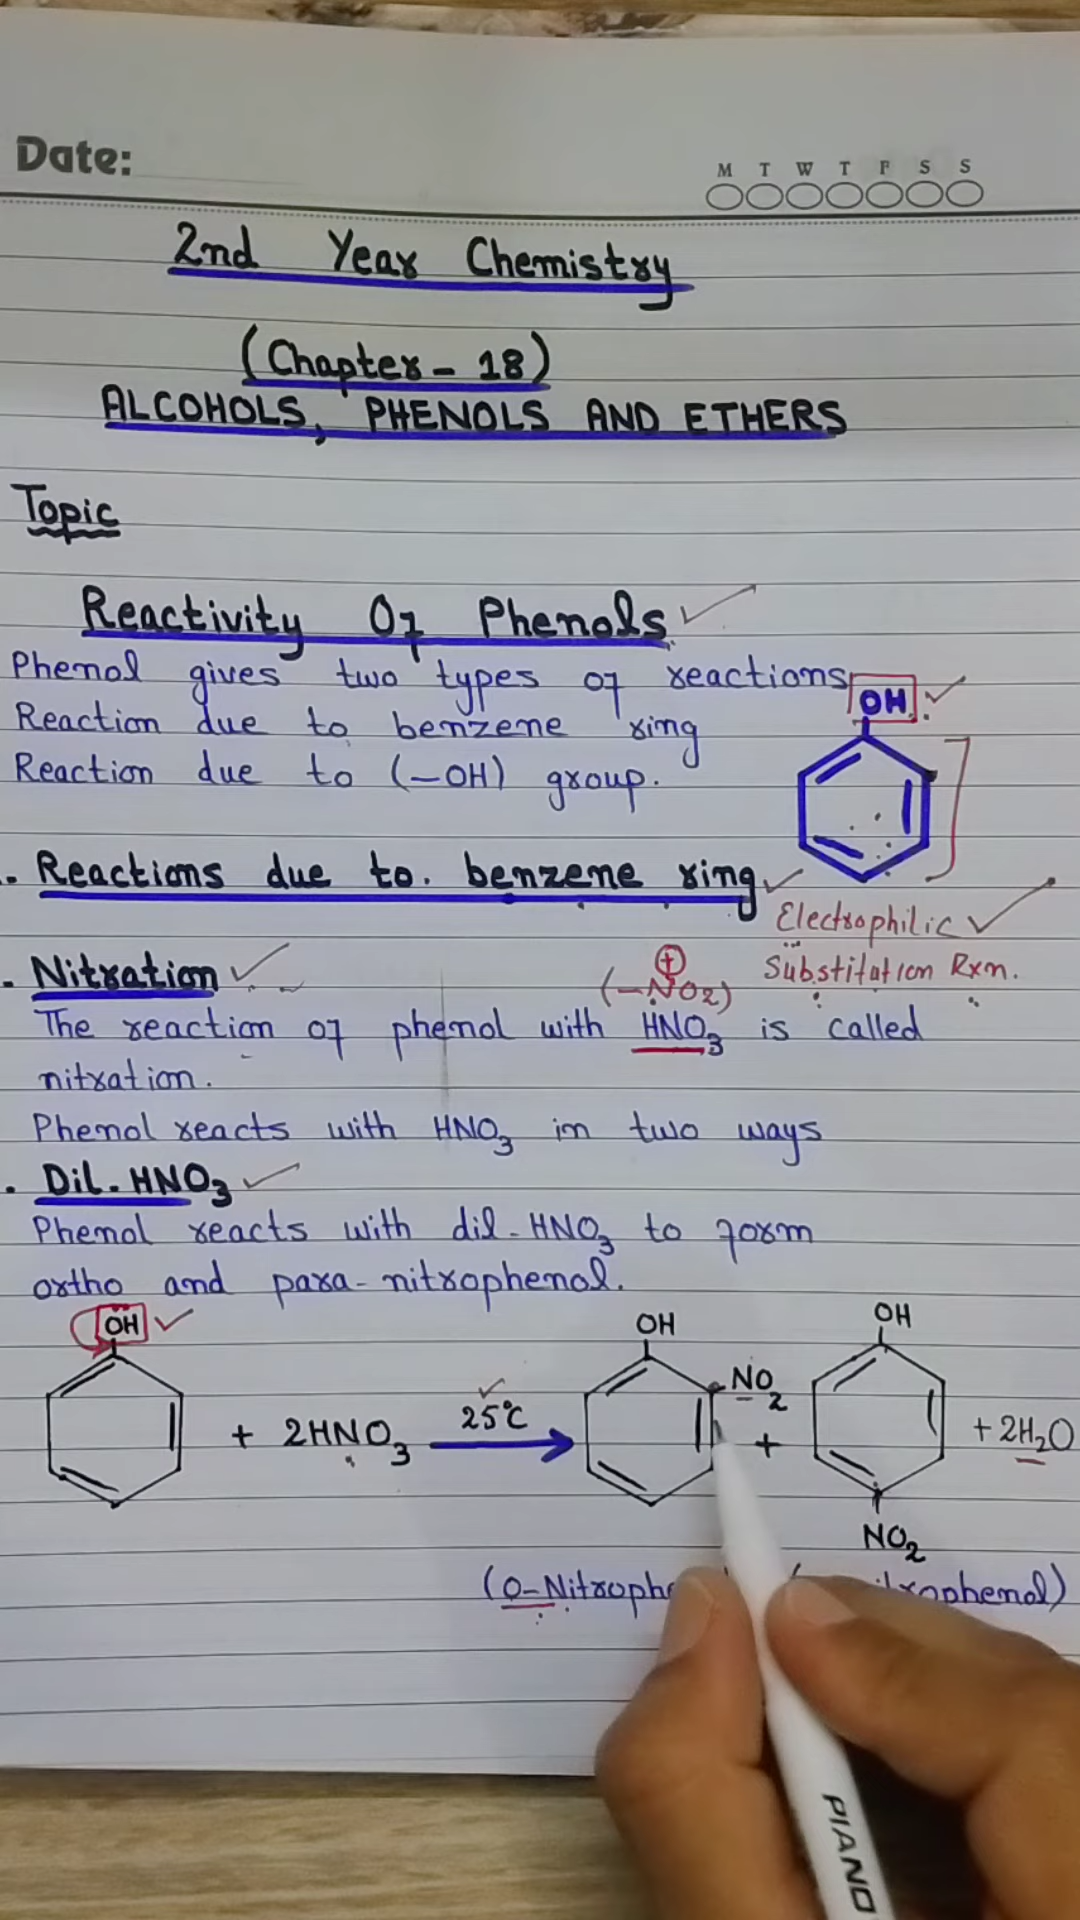 Date:
M T W T F S S
2nd Year Chemistry
(Chapter - 18)
ALCOHOLS, PHENOLS AND ETHERS
Topic
Reactivity Of Phenols
Phenol gives two types of reactions
OH
Reaction due to benzene ring
Reaction due to (-OH) group.
. Reactions due to. benzene ring
Electrophilic
Substitution Rxn.
. Nitration
(-NO2)
+
The reaction of phenol with HNO3 is called
nitration.
Phenol reacts with HNO3 in two ways
. Dil. HNO3
Phenol reacts with dil-HNO3 to form
ortho and para-nitrophenol.
OH OH OH
+ 2HNO3 25°C NO2 + + 2H2O
NO2
(O-Nitrophe nitrophenol)
PIANO